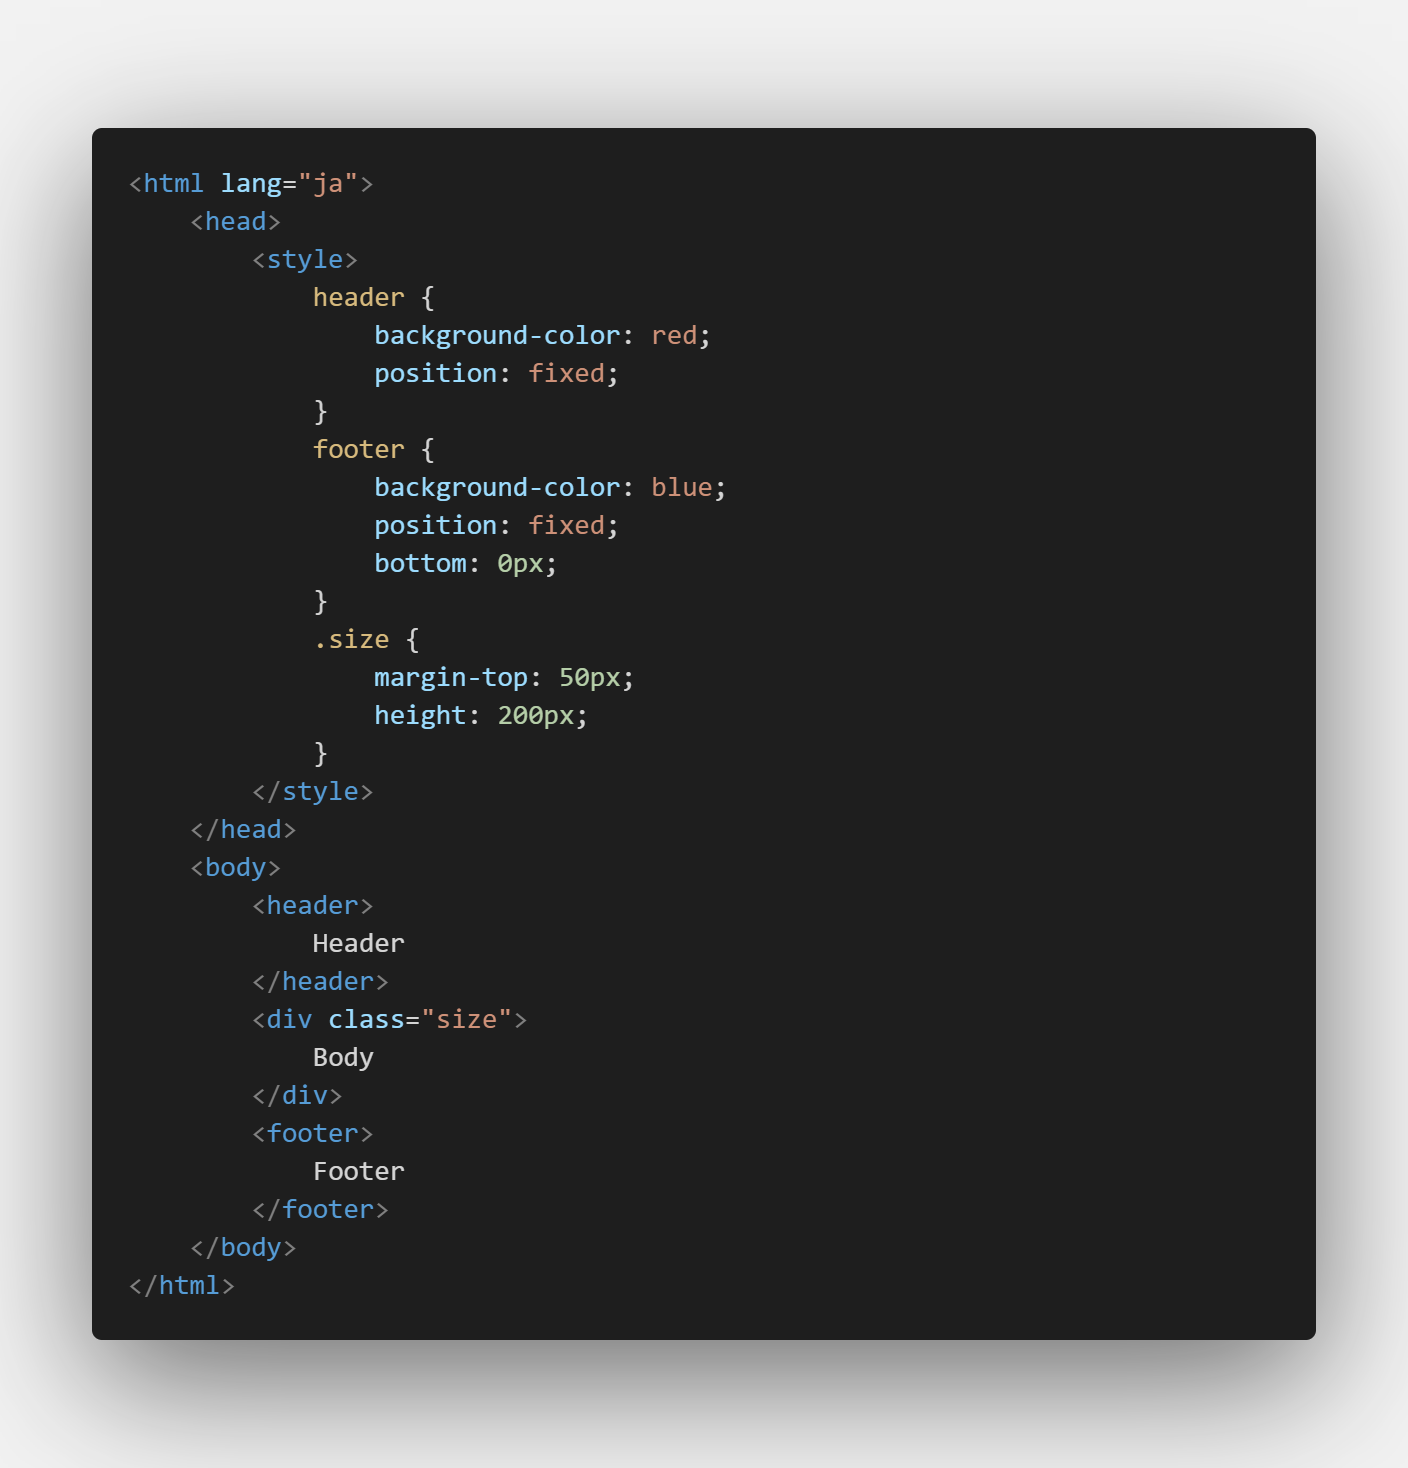 <html lang="ja">
    <head>
        <style>
            header {
                background-color: red;
                position: fixed;
            }
            footer {
                background-color: blue;
                position: fixed;
                bottom: 0px;
            }
            .size {
                margin-top: 50px;
                height: 200px;
            }
        </style>
    </head>
    <body>
        <header>
            Header
        </header>
        <div class="size">
            Body
        </div>
        <footer>
            Footer
        </footer>
    </body>
</html>